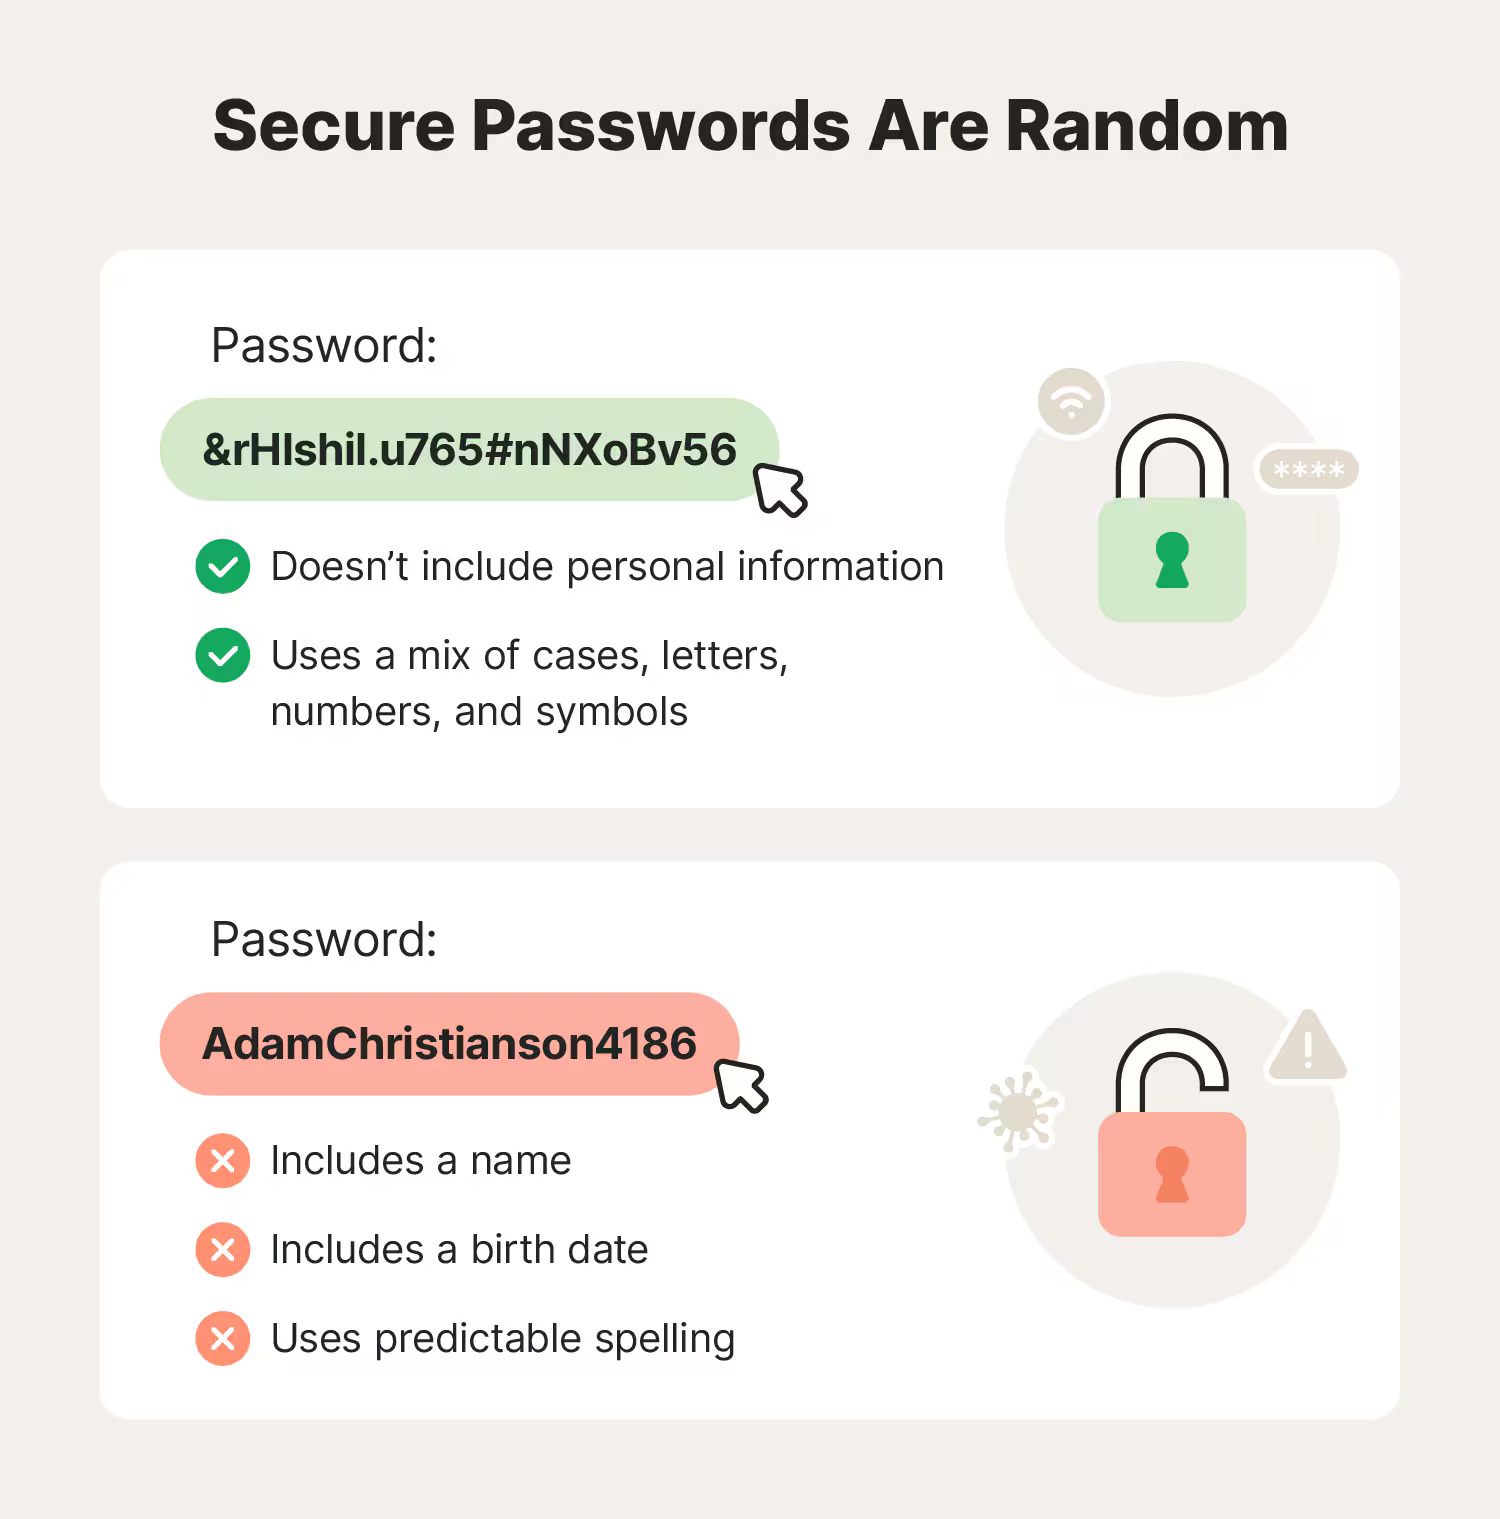 Secure Passwords Are Random
Password:
&rHIshil.u765#nNXoBv56
Doesn’t include personal information
Uses a mix of cases, letters,
numbers, and symbols
****
Password:
AdamChristianson4186
Includes a name
Includes a birth date
Uses predictable spelling